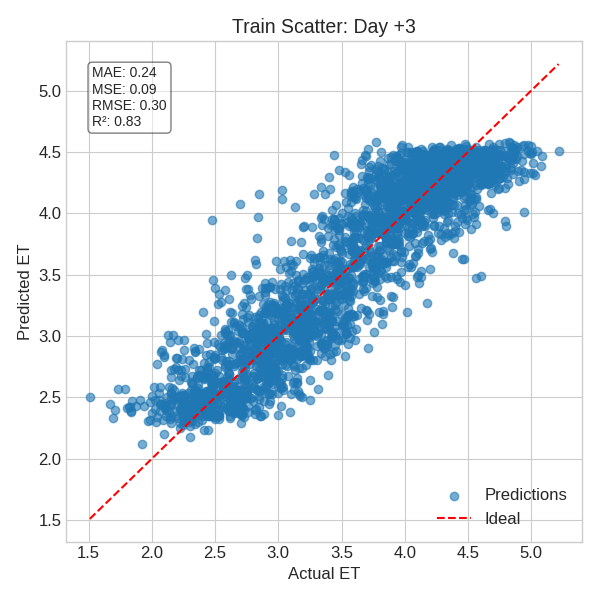 Train Scatter: Day +3
MAE: 0.24
MSE: 0.09
RMSE: 0.30
R²: 0.83
Predicted ET
5.0
4.5
4.0
3.5
3.0
2.5
2.0
1.5
Predictions
Ideal
1.5 2.0 2.5 3.0 3.5 4.0 4.5 5.0
Actual ET